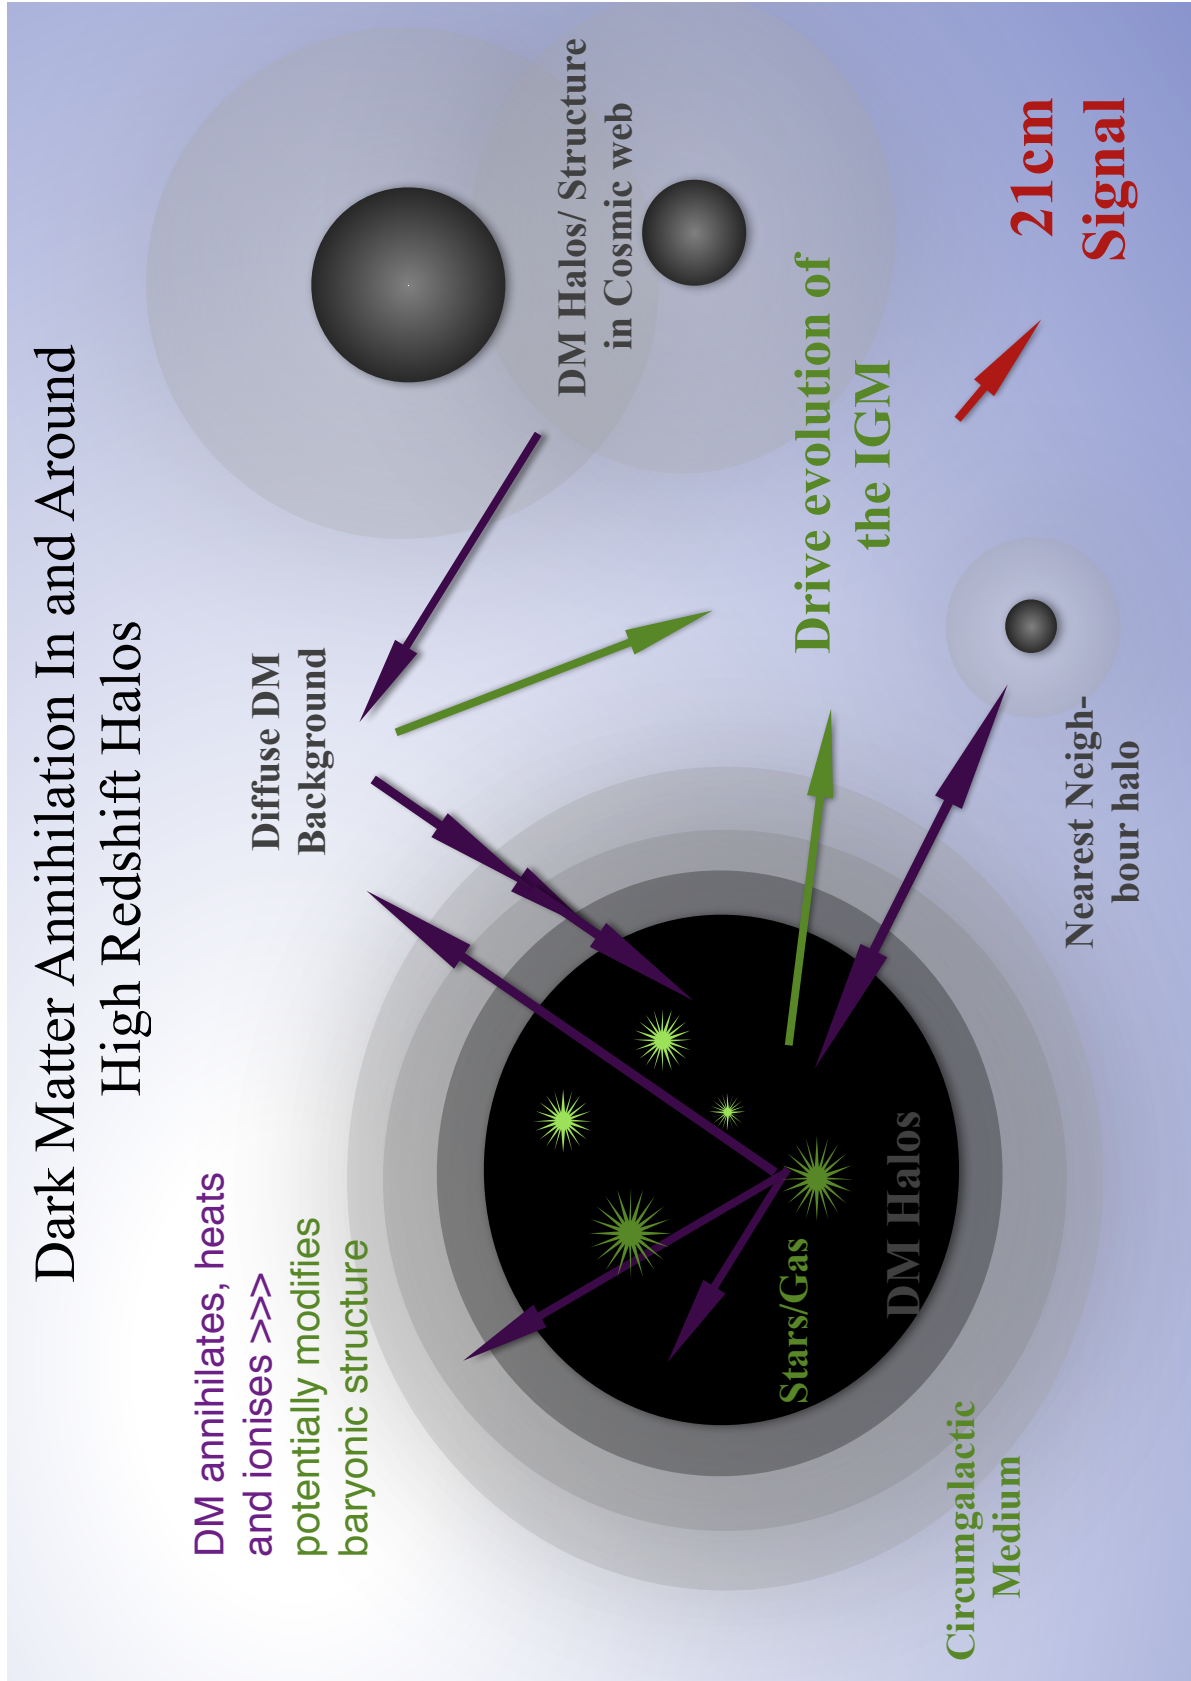 Dark Matter Annihilation In and Around
High Redshift Halos
DM annihilates, heats
and ionises >>>
potentially modifies
baryonic structure
Diffuse DM
Background
DM Halos/ Structure
in Cosmic web
Stars/Gas
DM Halos
Drive evolution of
the IGM
Circumgalactic
Medium
Nearest Neigh-
bour halo
21cm
Signal